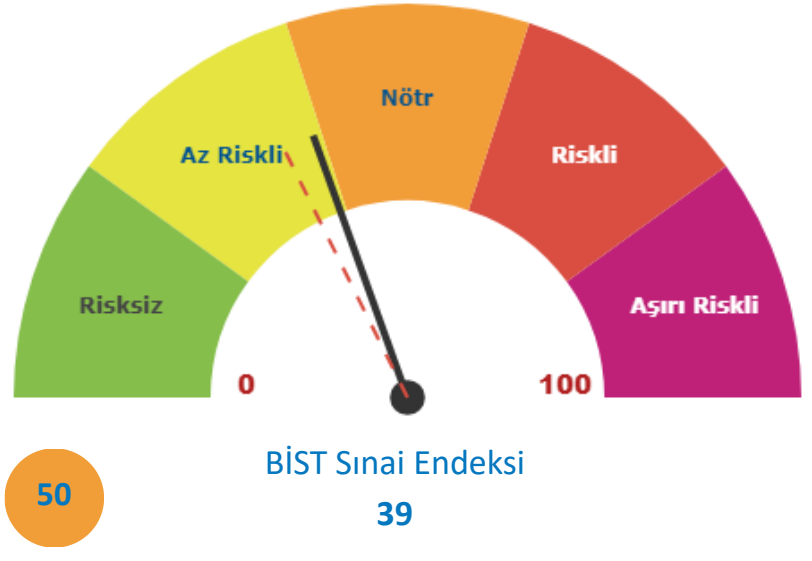 Nötr
Az Riskli
Riskli
Risksiz
Aşırı Riskli
0
100
BİST Sınai Endeksi
50
39